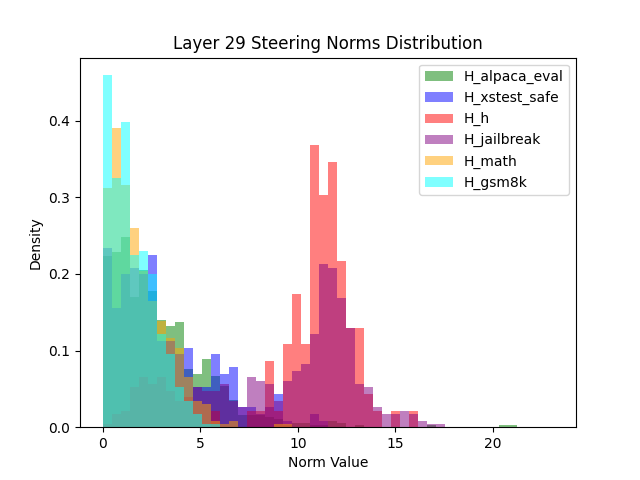 Layer 29 Steering Norms Distribution
H_alpaca_eval
H_xstest_safe
H_h
H_jailbreak
H_math
H_gsm8k
Density
0.4
0.3
0.2
0.1
0.0
0
5
10
15
20
Norm Value